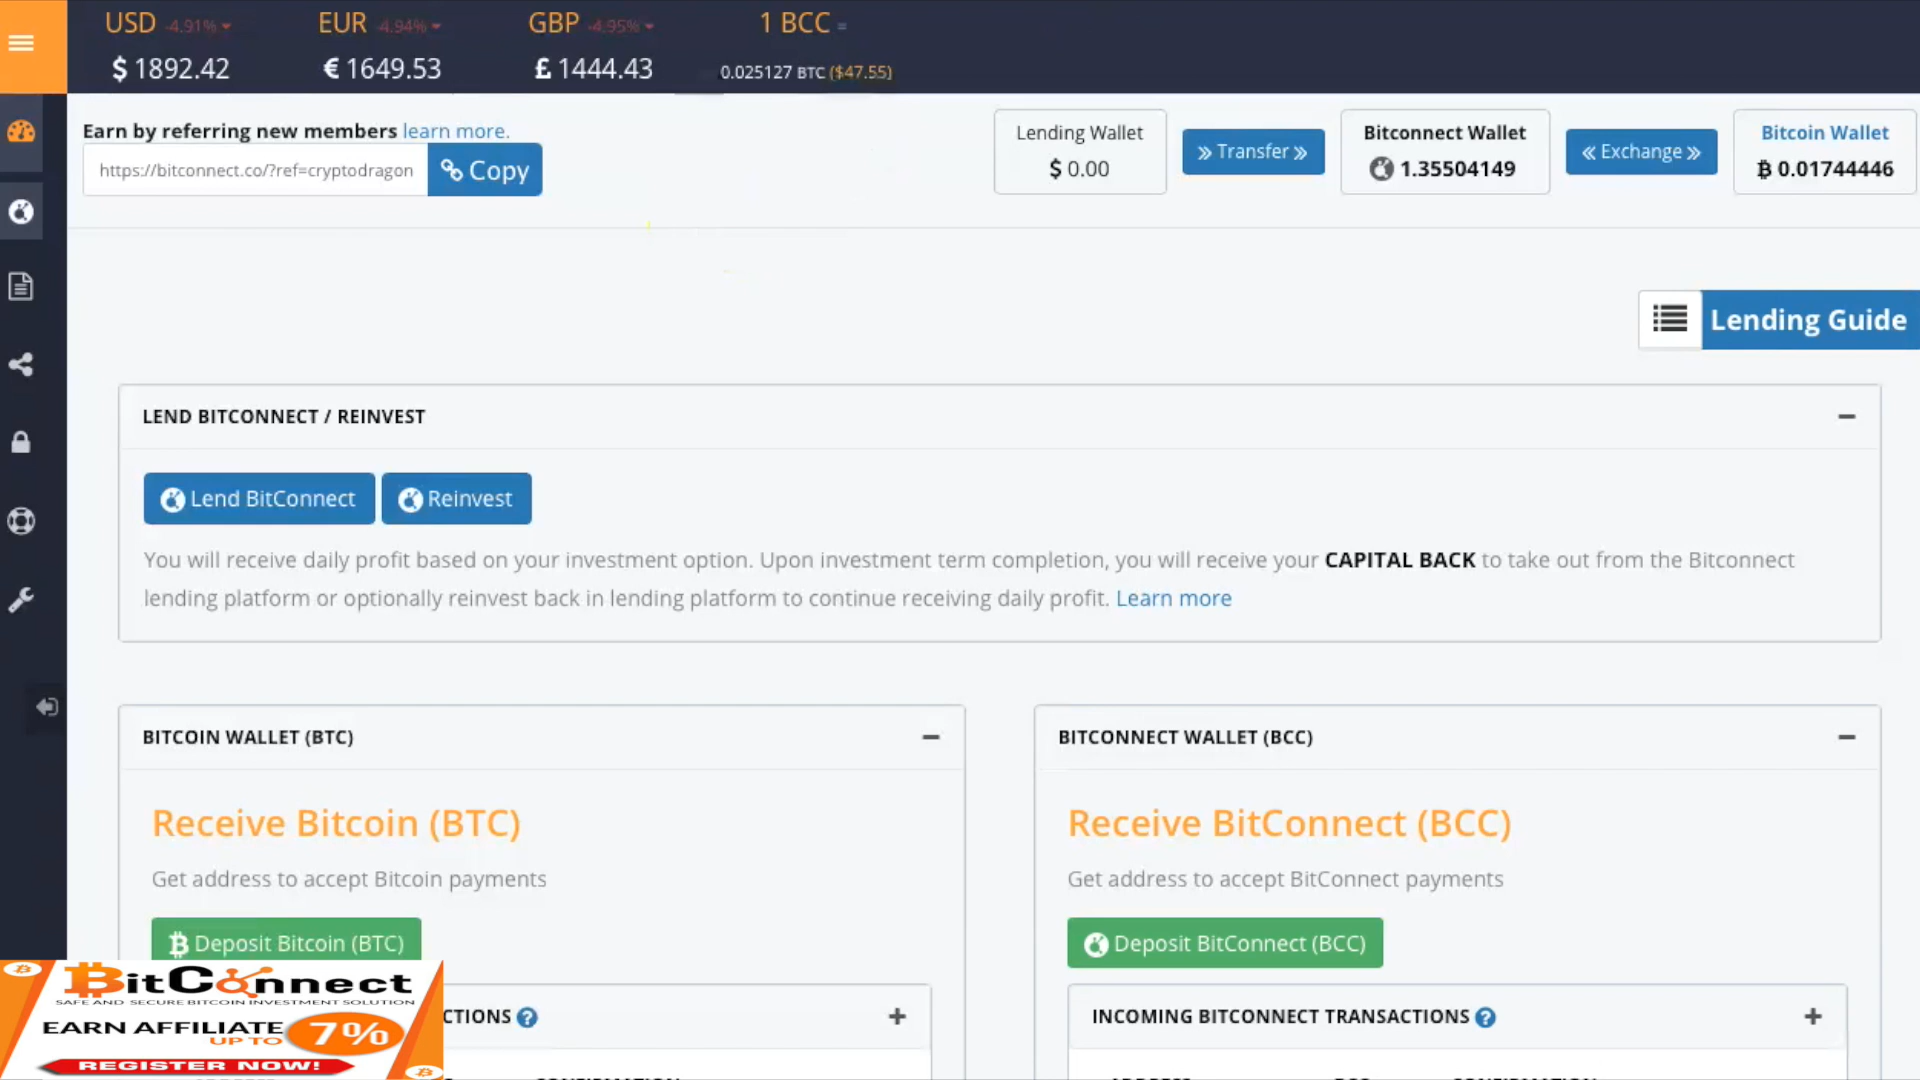 USD -4.91%
$ 1892.42
EUR -4.94%
€ 1649.53
GBP -4.95%
£ 1444.43
1 BCC =
0.025127 BTC ($47.55)
Earn by referring new members learn more.
https://bitconnect.co/?ref=cryptodragon
Copy
Lending Wallet
$ 0.00
» Transfer »
Bitconnect Wallet
1.35504149
« Exchange »
Bitcoin Wallet
0.01744446
Lending Guide
LEND BITCONNECT / REINVEST
Lend BitConnect
Reinvest
You will receive daily profit based on your investment option. Upon investment term completion, you will receive your CAPITAL BACK to take out from the Bitconnect
lending platform or optionally reinvest back in lending platform to continue receiving daily profit. Learn more
BITCOIN WALLET (BTC)
Receive Bitcoin (BTC)
Get address to accept Bitcoin payments
Deposit Bitcoin (BTC)
BITCONNECT WALLET (BCC)
Receive BitConnect (BCC)
Get address to accept BitConnect payments
Deposit BitConnect (BCC)
CTIONS ?
INCOMING BITCONNECT TRANSACTIONS ?
BitConnect
SAFE AND SECURE BITCOIN INVESTMENT SOLUTION
EARN AFFILIATE
UP TO
7%
REGISTER NOW!